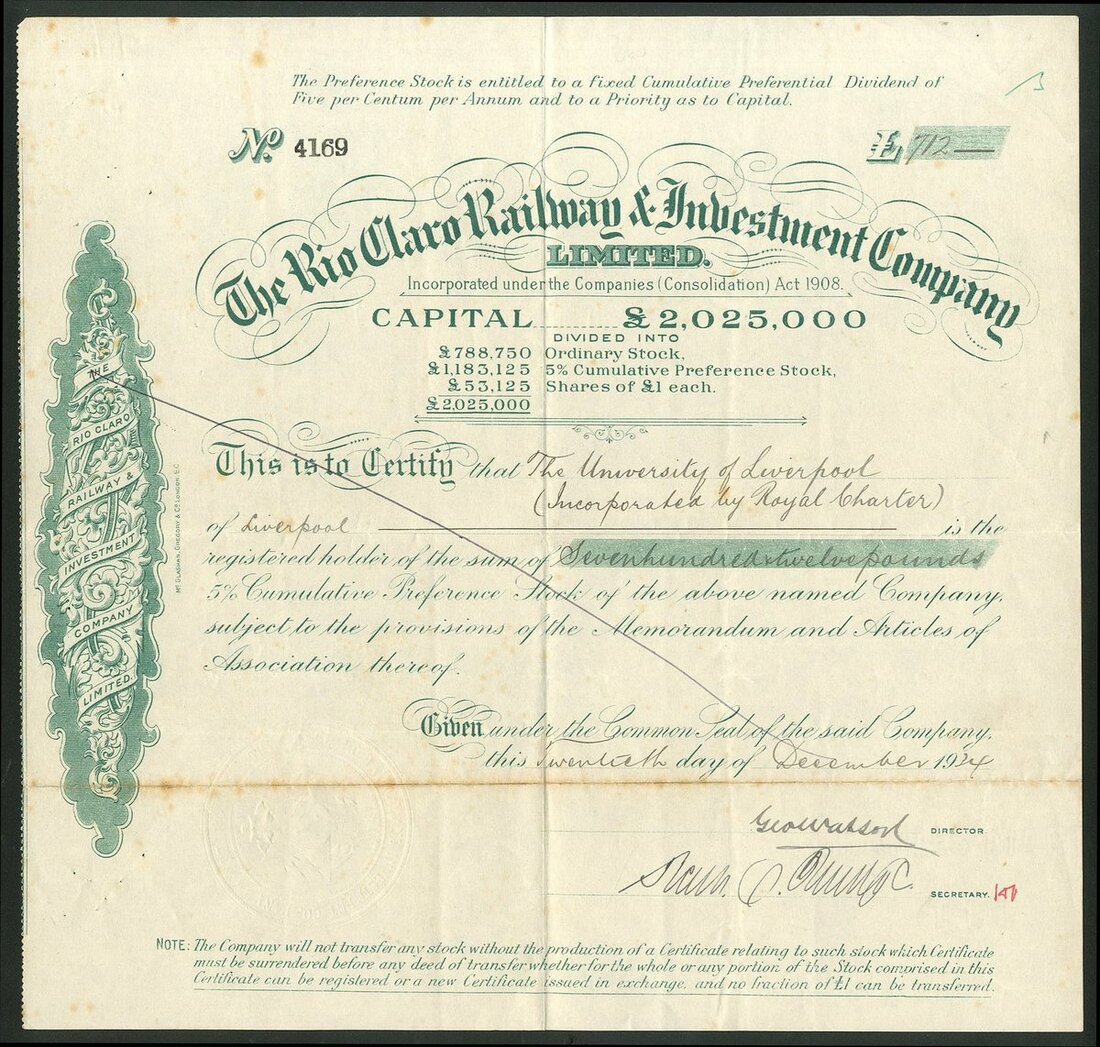 The Preference Stock is entitled to a fixed Cumulative Preferential Dividend of
Five per Centum per Annum and to a Priority as to Capital.
No. 4169
£ 712 —
The Rio Claro Railway & Investment Company
LIMITED.
Incorporated under the Companies (Consolidation) Act 1908.
CAPITAL ........ £2,025,000
DIVIDED INTO
£788,750 Ordinary Stock,
£1,183,125 5% Cumulative Preference Stock,
£53,125 Shares of £1 each.
£2,025,000
THE
RIO CLARO
RAILWAY &
INVESTMENT
COMPANY
LIMITED.
McGLASHAN, GREGORY & Co LONDON, E.C.
This is to Certify that The University of Liverpool
(Incorporated by Royal Charter)
of Liverpool is the
registered holder of the sum of Seven hundred & twelve pounds
5% Cumulative Preference Stock of the above named Company,
subject to the provisions of the Memorandum and Articles of
Association thereof.
Given under the Common Seal of the said Company,
this Twentieth day of December 1934
Geo Watson DIRECTOR
SECRETARY.
NOTE: The Company will not transfer any stock without the production of a Certificate relating to such stock which Certificate
must be surrendered before any deed of transfer whether for the whole or any portion of the Stock comprised in this
Certificate can be registered or a new Certificate issued in exchange, and no fraction of £1 can be transferred.